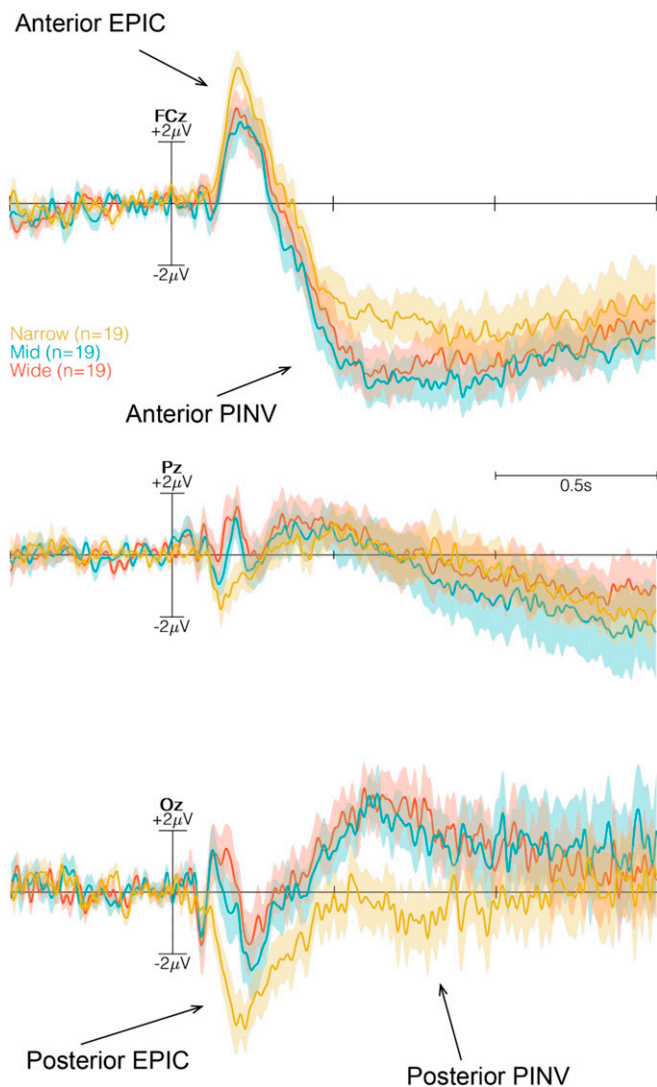 Anterior EPIC
FCz
+2µV
-2µV
Narrow (n=19)
Mid (n=19)
Wide (n=19)
Anterior PINV
Pz
+2µV
0.5s
-2µV
Oz
+2µV
-2µV
Posterior EPIC
Posterior PINV